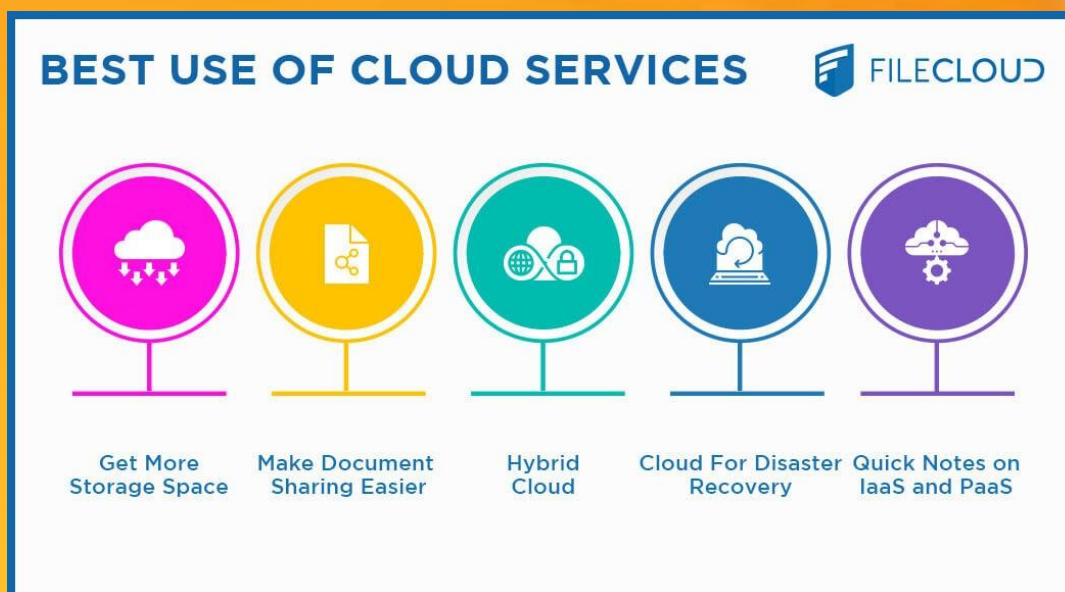 BEST USE OF CLOUD SERVICES
FILECLOUD
Get More
Storage Space
Make Document
Sharing Easier
Hybrid
Cloud
Cloud For Disaster
Recovery
Quick Notes on
IaaS and PaaS